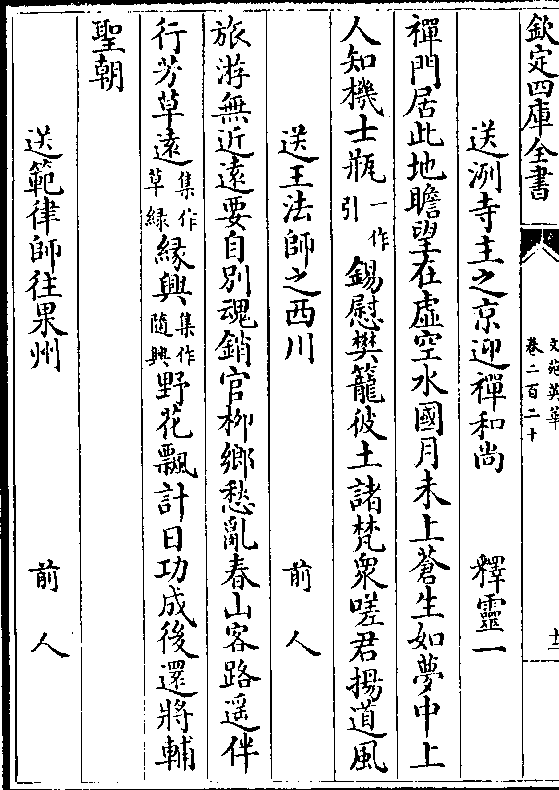 欽定四庫全書
文苑英華
卷二百二十
十二
送洌寺主之京迎禪和尚 釋靈一
禪門居此地瞻望在虛空水國月未上蒼生如夢中上
人知機士瓶一作引錫慰樊籠彼土諸梵衆嗟君揚道風
送王法師之西川 前人
旅游無近遠要自别魂銷官栁鄉愁亂春山客路遥伴
行芳草遠集作草緑緣興集作隨興野花飄計日功成後還將輔
聖朝
送範律師往果州 前人